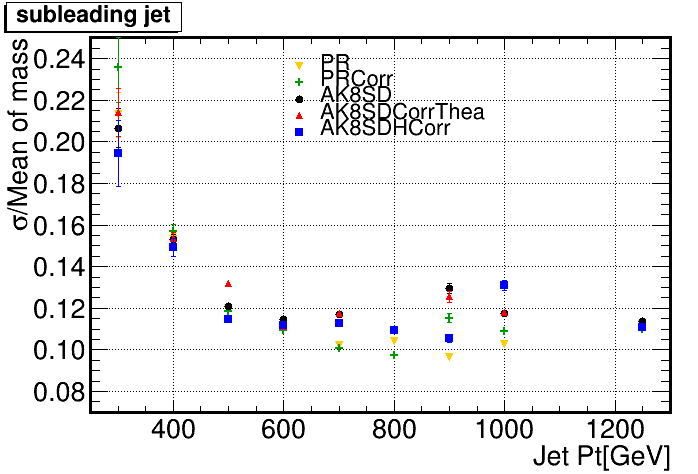 subleading jet
σ/Mean of mass
0.24
0.22
0.20
0.18
0.16
0.14
0.12
0.10
0.08
PR
PRCorr
AK8SD
AK8SDCorrThea
AK8SDHCorr
400
600
800
1000
1200
Jet Pt[GeV]